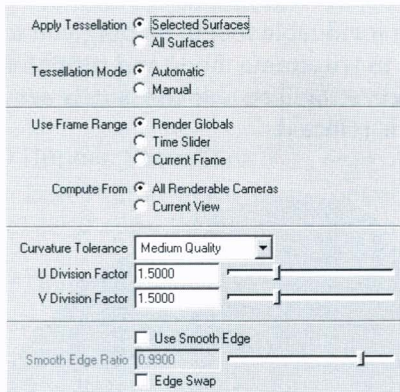 Apply Tessellation Selected Surfaces
All Surfaces
Tessellation Mode Automatic
Manual
Use Frame Range Render Globals
Time Slider
Current Frame
Compute From All Renderable Cameras
Current View
Curvature Tolerance Medium Quality
U Division Factor 1.5000
V Division Factor 1.5000
Use Smooth Edge
Smooth Edge Ratio 0.9900
Edge Swap